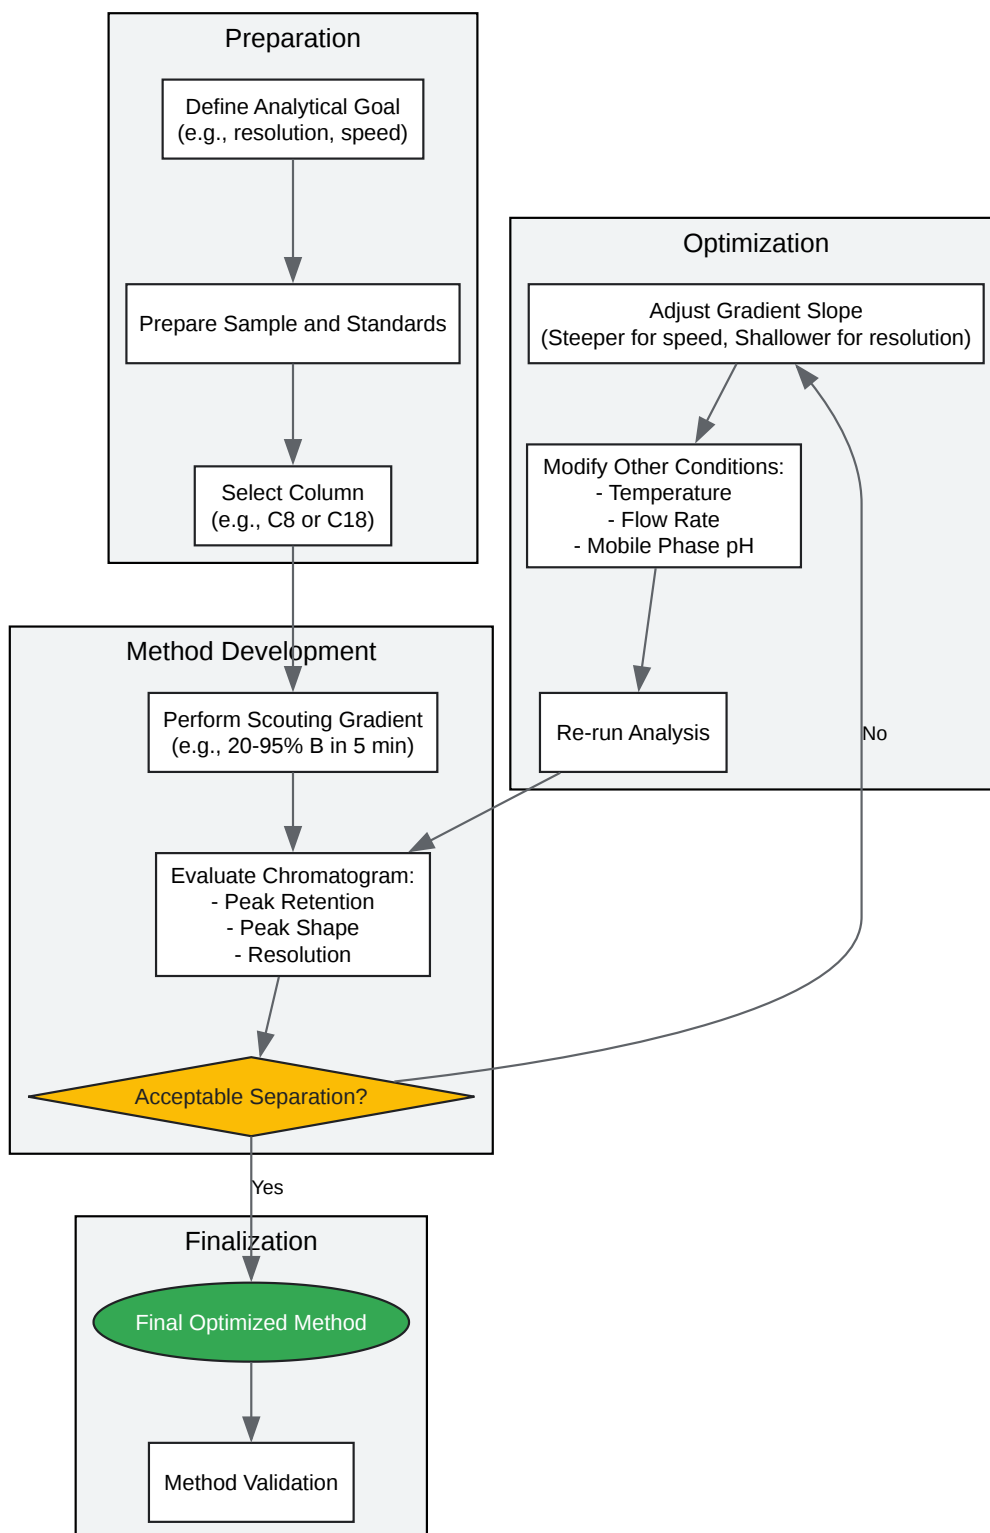 Preparation
Define Analytical Goal
(e.g., resolution, speed)
Prepare Sample and Standards
Select Column
(e.g., C8 or C18)
Optimization
Adjust Gradient Slope
(Steeper for speed, Shallower for resolution)
Modify Other Conditions:
- Temperature
- Flow Rate
- Mobile Phase pH
Re-run Analysis
No
Method Development
Perform Scouting Gradient
(e.g., 20-95% B in 5 min)
Evaluate Chromatogram:
- Peak Retention
- Peak Shape
- Resolution
Acceptable Separation?
Yes
Finalization
Final Optimized Method
Method Validation